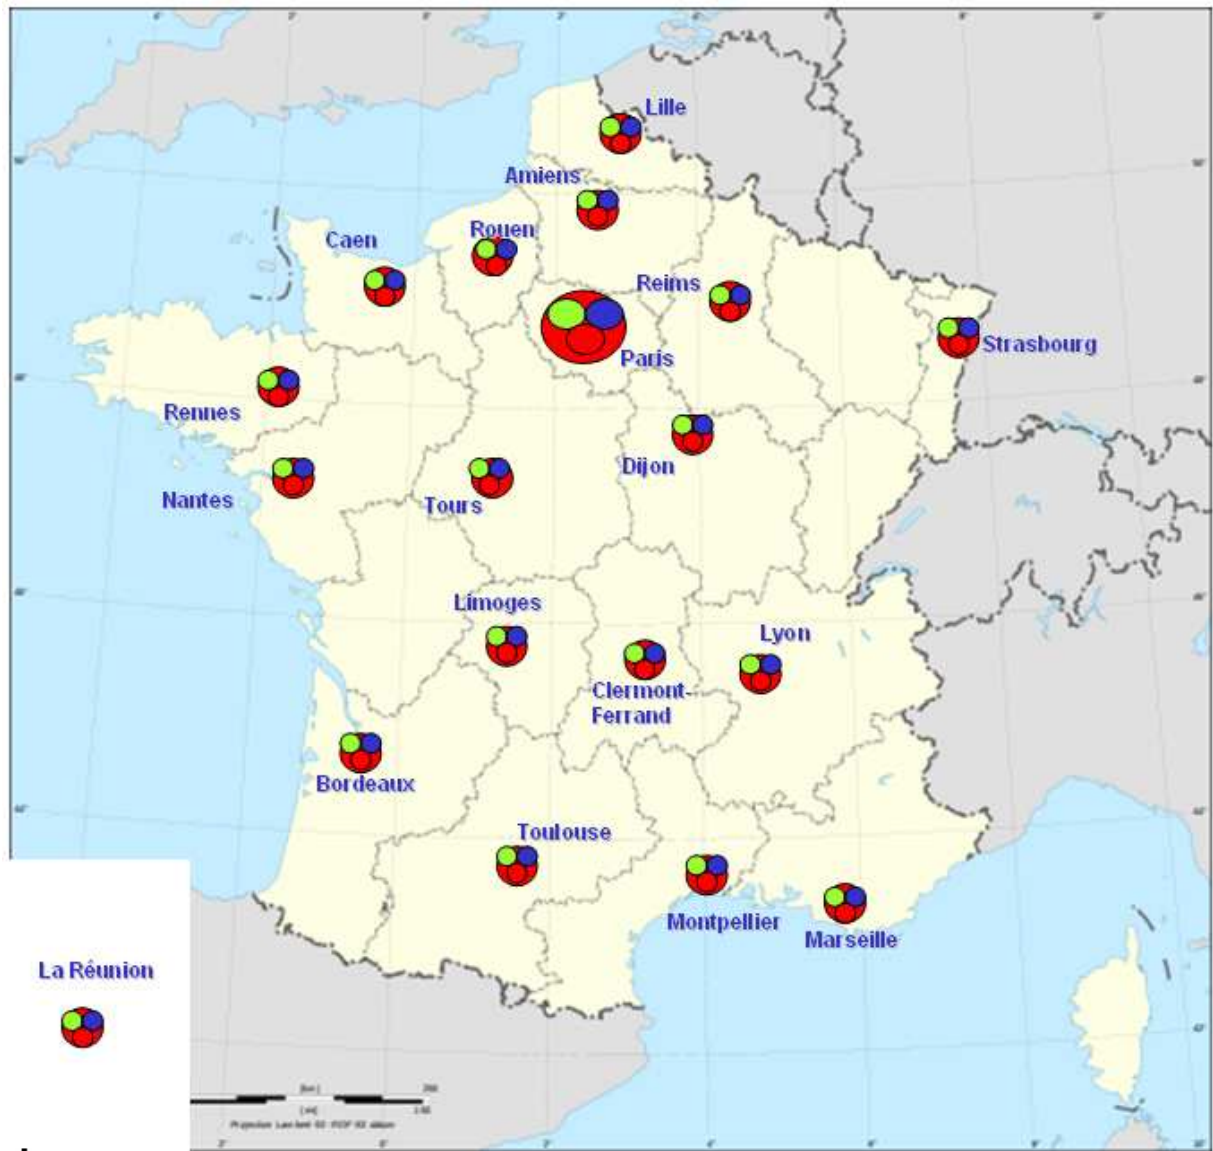 Lille
Amiens
Rouen
Caen
Reims
Paris
Strasbourg
Rennes
Dijon
Nantes
Tours
Limoges
Lyon
Clermont-
Ferrand
Bordeaux
Toulouse
Montpellier
Marseille
La Réunion